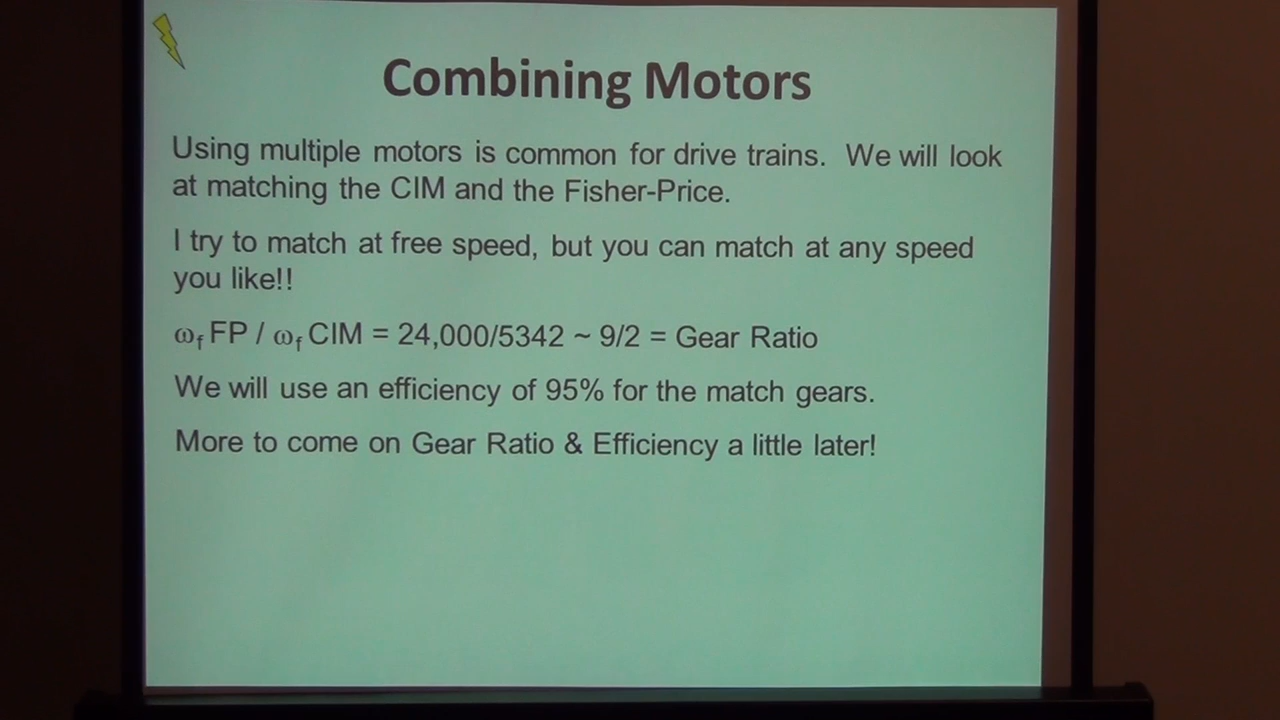 Combining Motors
Using multiple motors is common for drive trains.  We will look
at matching the CIM and the Fisher-Price.
I try to match at free speed, but you can match at any speed
you like!!
ωf FP / ωf CIM = 24,000/5342 ~ 9/2 = Gear Ratio
We will use an efficiency of 95% for the match gears.
More to come on Gear Ratio & Efficiency a little later!